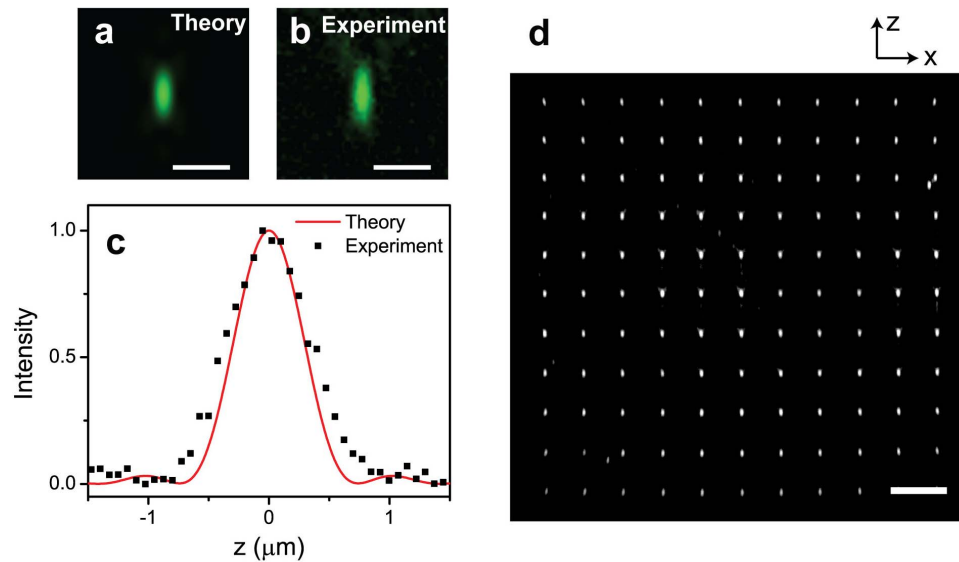 a Theory
b Experiment
d
z
x
c
Theory
Experiment
1.0
0.5
0.0
Intensity
-1 0 1
z (μm)